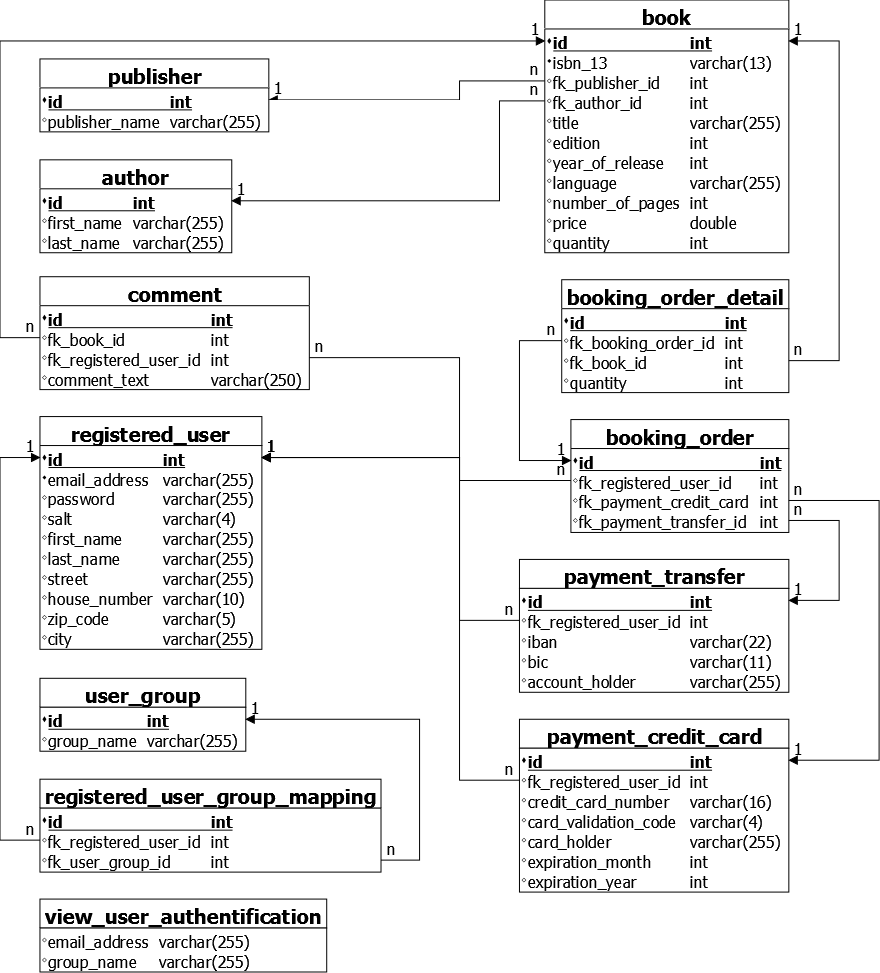 book
id int
isbn_13 varchar(13)
fk_publisher_id int
fk_author_id int
title varchar(255)
edition int
year_of_release int
language varchar(255)
number_of_pages int
price double
quantity int
1
1
n
n
publisher
id int
publisher_name varchar(255)
1
author
id int
first_name varchar(255)
last_name varchar(255)
1
comment
id int
fk_book_id int
fk_registered_user_id int
comment_text varchar(250)
n
n
booking_order_detail
id int
fk_booking_order_id int
fk_book_id int
quantity int
n
n
registered_user
id int
email_address varchar(255)
password varchar(255)
salt varchar(4)
first_name varchar(255)
last_name varchar(255)
street varchar(255)
house_number varchar(10)
zip_code varchar(5)
city varchar(255)
1
1
booking_order
id int
fk_registered_user_id int
fk_payment_credit_card int
fk_payment_transfer_id int
1
n
n
n
payment_transfer
id int
fk_registered_user_id int
iban varchar(22)
bic varchar(11)
account_holder varchar(255)
n
1
user_group
id int
group_name varchar(255)
1
payment_credit_card
id int
fk_registered_user_id int
credit_card_number varchar(16)
card_validation_code varchar(4)
card_holder varchar(255)
expiration_month int
expiration_year int
n
1
registered_user_group_mapping
id int
fk_registered_user_id int
fk_user_group_id int
n
n
view_user_authentification
email_address varchar(255)
group_name varchar(255)